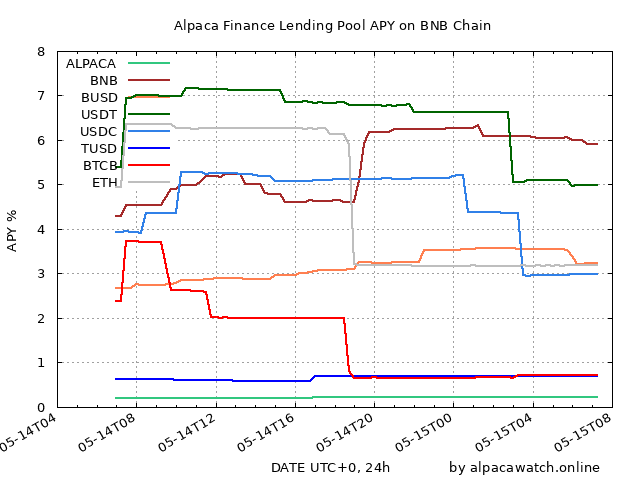 Alpaca Finance Lending Pool APY on BNB Chain
8
7
6
5
4
3
2
1
0
APY %
ALPACA
BNB
BUSD
USDT
USDC
TUSD
BTCB
ETH
05-14T04
05-14T08
05-14T12
05-14T16
05-14T20
05-15T00
05-15T04
05-15T08
DATE UTC+0, 24h
by alpacawatch.online